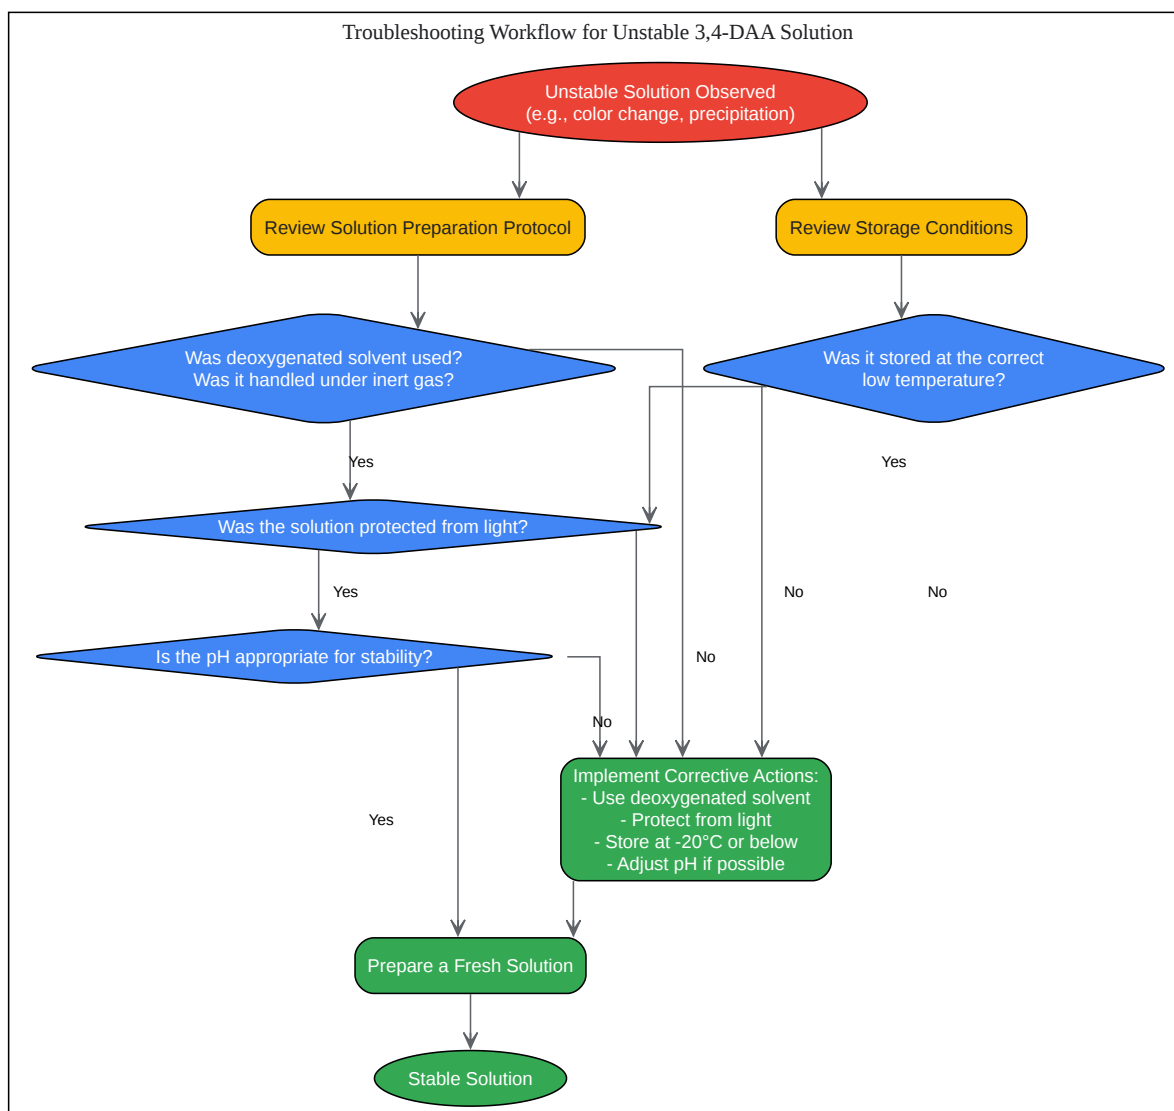 Troubleshooting Workflow for Unstable 3,4-DAA Solution
Unstable Solution Observed
(e.g., color change, precipitation)
Review Solution Preparation Protocol
Review Storage Conditions
Was deoxygenated solvent used?
Was it handled under inert gas?
Was it stored at the correct
low temperature?
Yes
Yes
Was the solution protected from light?
Yes
No
No
Is the pH appropriate for stability?
No
No
Implement Corrective Actions:
- Use deoxygenated solvent
- Protect from light
- Store at -20°C or below
- Adjust pH if possible
Yes
Prepare a Fresh Solution
Stable Solution